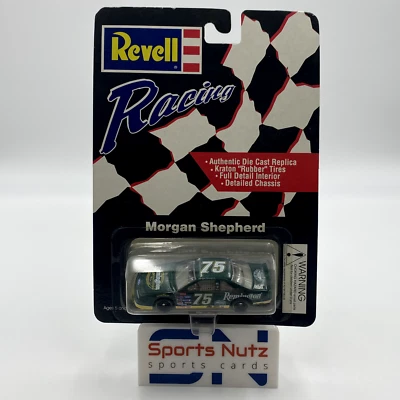 Revell
Racing
• Authentic Die Cast Replica
• Kraton "Rubber" Tires
• Full Detail Interior
• Detailed Chassis
Morgan Shepherd
WARNING
75
75
Remington
SN
Sports Nutz
sports cards